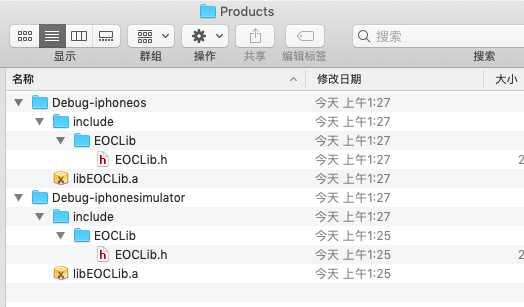 Products
群组 操作 共享 编辑标签 搜索
显示 搜索
名称 修改日期 大小
Debug-iphoneos 今天 上午1:27
include 今天 上午1:27
EOCLib 今天 上午1:27
h EOCLib.h 今天 上午1:27 2
libEOCLib.a 今天 上午1:27
Debug-iphonesimulator 今天 上午1:27
include 今天 上午1:27
EOCLib 今天 上午1:25
h EOCLib.h 今天 上午1:25 2
libEOCLib.a 今天 上午1:25